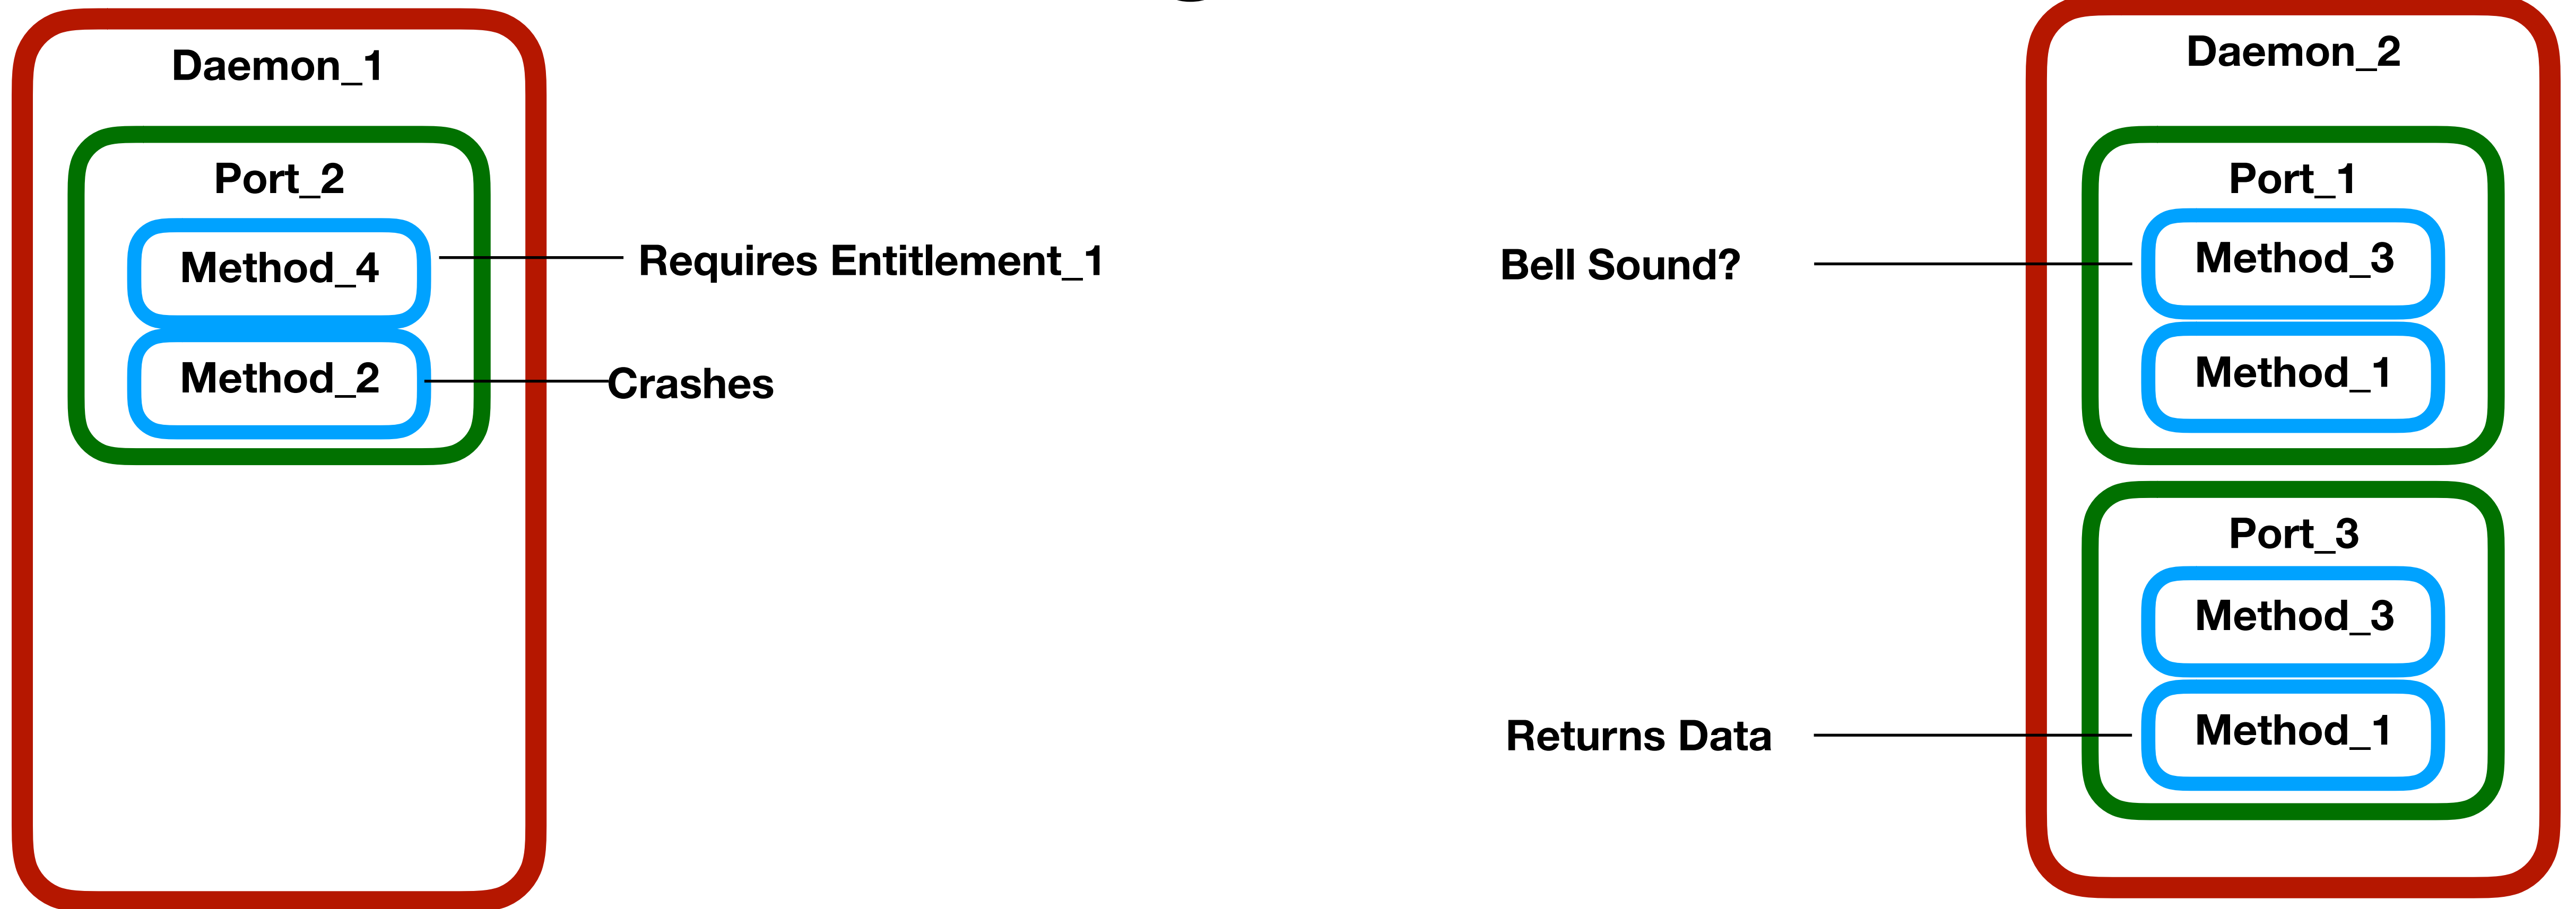 Daemon_1
Port_2
Method_4
Requires Entitlement_1
Method_2
Crashes
Daemon_2
Port_1
Bell Sound?
Method_3
Method_1
Port_3
Method_3
Returns Data
Method_1